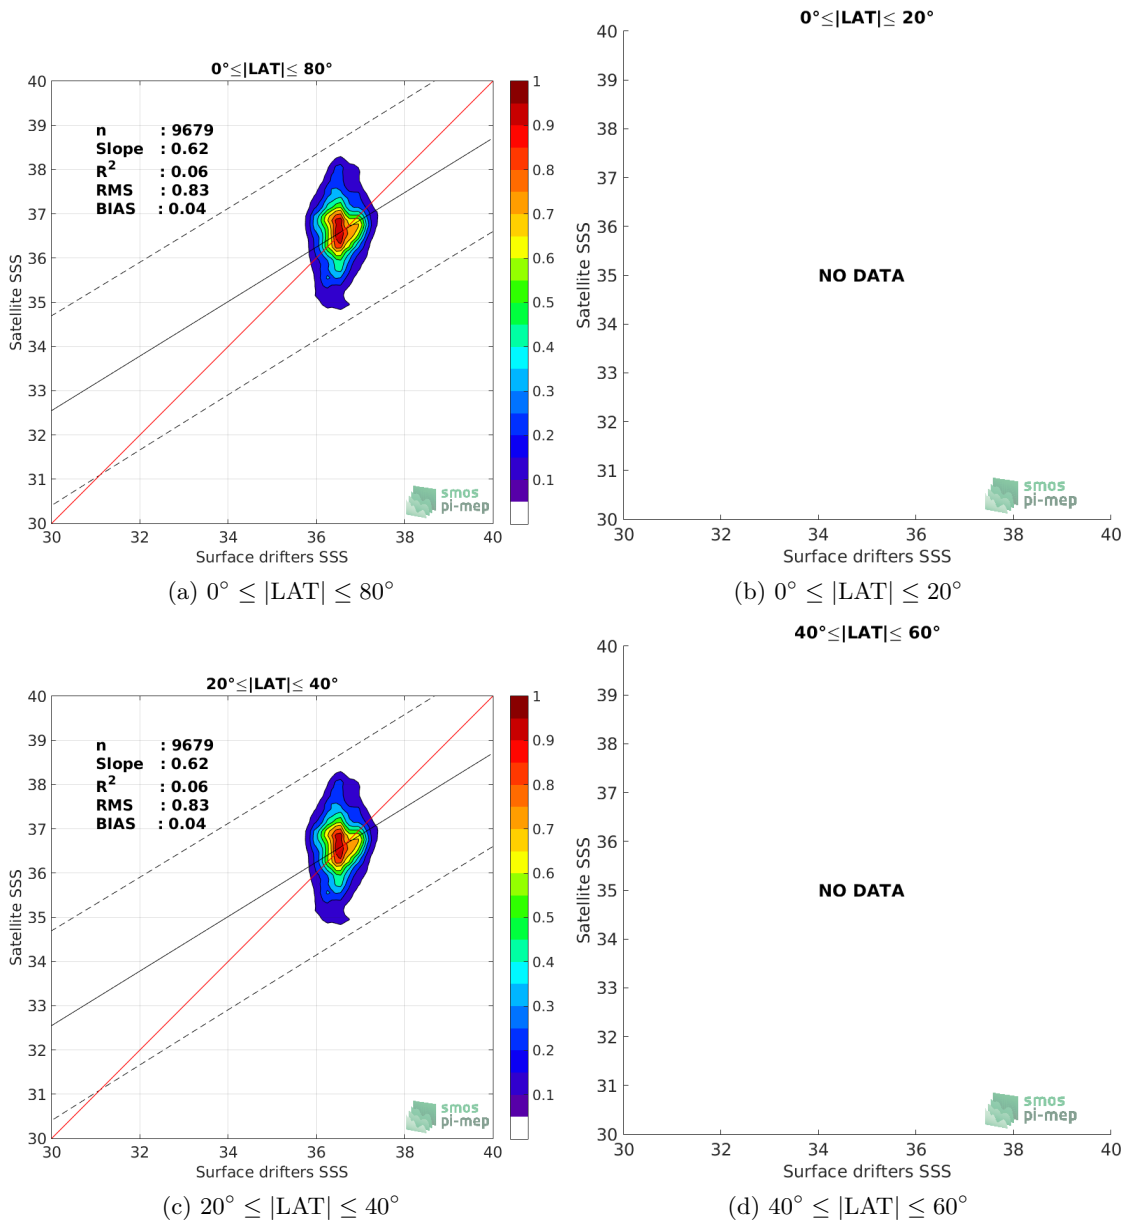 0°≤|LAT|≤ 80°
40
39
38
37
36
35
34
33
32
31
30
Satellite SSS
n : 9679
Slope : 0.62
R² : 0.06
RMS : 0.83
BIAS : 0.04
1
0.9
0.8
0.7
0.6
0.5
0.4
0.3
0.2
0.1
smos
pi-mep
30 32 34 36 38 40
Surface drifters SSS
(a) 0° ≤ |LAT| ≤ 80°
0°≤|LAT|≤ 20°
40
39
38
37
36
35
34
33
32
31
30
Satellite SSS
NO DATA
smos
pi-mep
30 32 34 36 38 40
Surface drifters SSS
(b) 0° ≤ |LAT| ≤ 20°
20°≤|LAT|≤ 40°
40
39
38
37
36
35
34
33
32
31
30
Satellite SSS
n : 9679
Slope : 0.62
R² : 0.06
RMS : 0.83
BIAS : 0.04
1
0.9
0.8
0.7
0.6
0.5
0.4
0.3
0.2
0.1
smos
pi-mep
30 32 34 36 38 40
Surface drifters SSS
(c) 20° ≤ |LAT| ≤ 40°
40°≤|LAT|≤ 60°
40
39
38
37
36
35
34
33
32
31
30
Satellite SSS
NO DATA
smos
pi-mep
30 32 34 36 38 40
Surface drifters SSS
(d) 40° ≤ |LAT| ≤ 60°